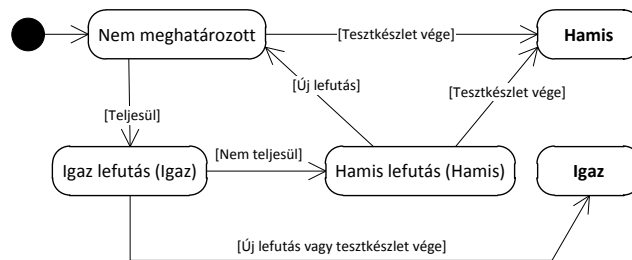 Nem meghatározott
[Tesztkészlet vége]
Hamis
[Új lefutás]
[Tesztkészlet vége]
[Teljesül]
Igaz lefutás (Igaz)
[Nem teljesül]
Hamis lefutás (Hamis)
Igaz
[Új lefutás vagy tesztkészlet vége]